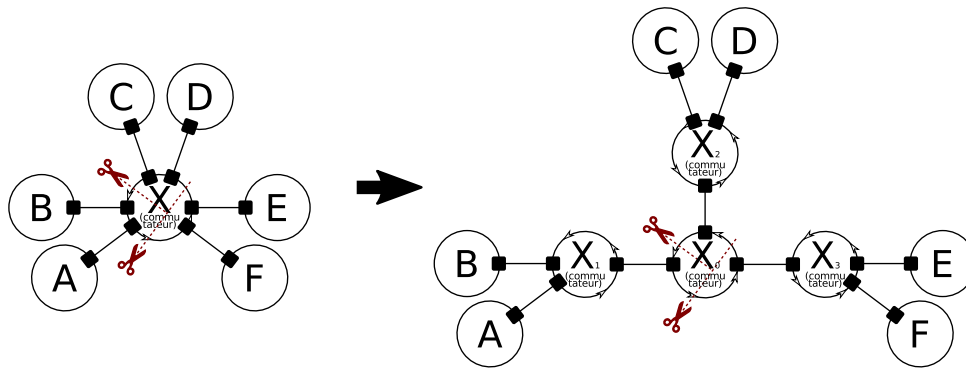 C D
B X E
(commu
tateur)
A F
C D
X2
(commu
tateur)
B X1 X0 X3 E
(commu (commu (commu
tateur) tateur) tateur)
A F